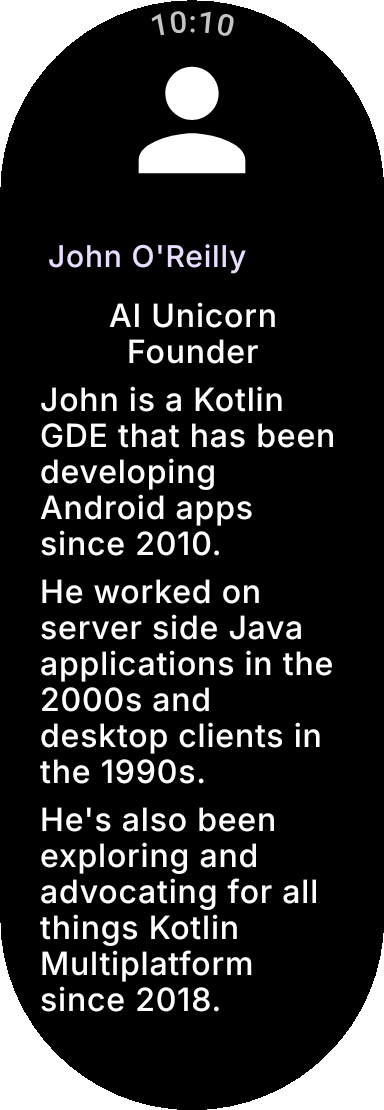 10:10
John O'Reilly
AI Unicorn
Founder
John is a Kotlin
GDE that has been
developing
Android apps
since 2010.
He worked on
server side Java
applications in the
2000s and
desktop clients in
the 1990s.
He's also been
exploring and
advocating for all
things Kotlin
Multiplatform
since 2018.